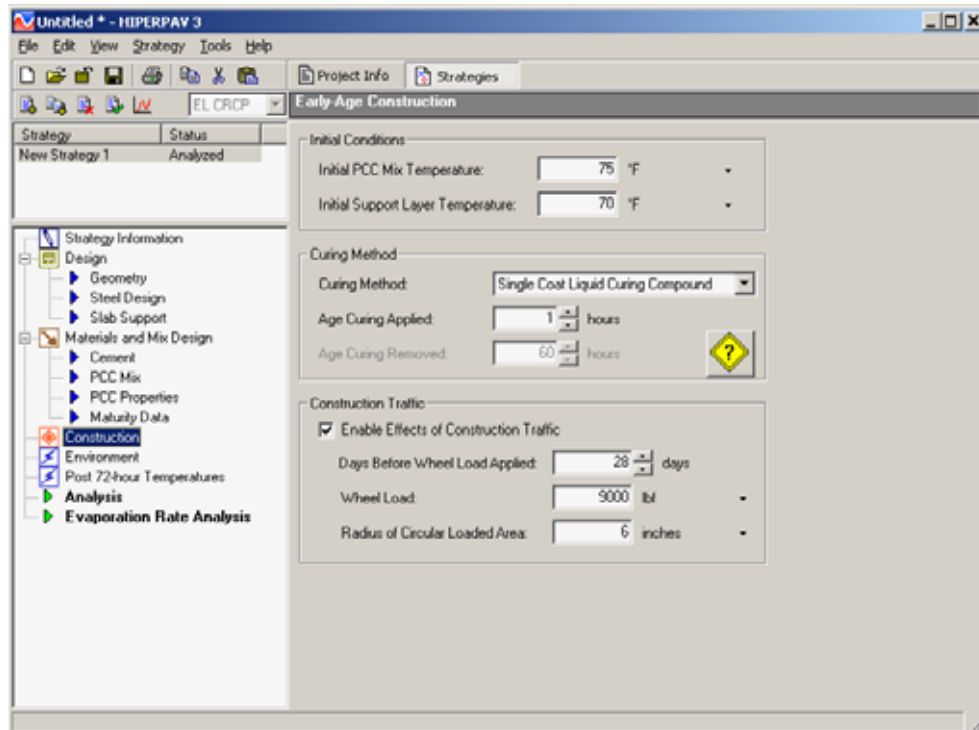 Untitled * - HIPERPAV 3
File Edit View Strategy Tools Help
Project Info Strategies
EL CRCP Early-Age Construction
Strategy Status
New Strategy 1 Analyzed
Initial Conditions
Initial PCC Mix Temperature: 75 °F
Initial Support Layer Temperature: 70 °F
Strategy Information
Design
Geometry
Steel Design
Slab Support
Materials and Mix Design
Cement
PCC Mix
PCC Properties
Maturity Data
Construction
Environment
Post 72-hour Temperatures
Analysis
Evaporation Rate Analysis
Curing Method
Curing Method: Single Coat Liquid Curing Compound
Age Curing Applied: 1 hours
Age Curing Removed: 60 hours
?
Construction Traffic
Enable Effects of Construction Traffic
Days Before Wheel Load Applied: 28 days
Wheel Load: 9000 lbf
Radius of Circular Loaded Area: 6 inches